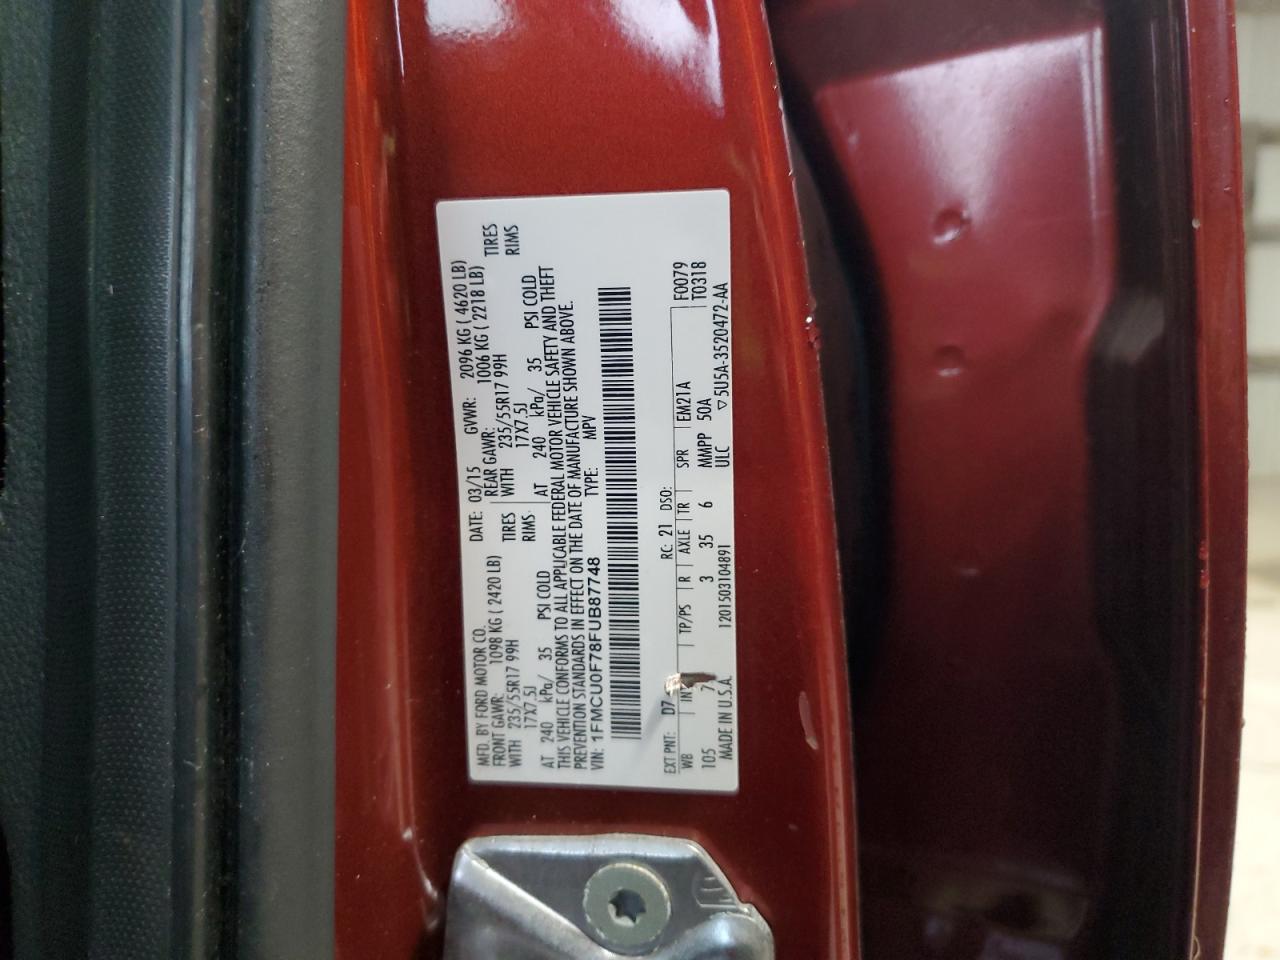 MFD. BY FORD MOTOR CO. DATE: 03/15 GVWR: 2096 KG ( 4620 LB)
FRONT GAWR: 1098 KG ( 2420 LB) REAR GAWR: 1006 KG ( 2218 LB)
WITH 235/55R17 99H TIRES WITH 235/55R17 99H TIRES
17X7.5J RIMS 17X7.5J RIMS
AT 240 kPa/ 35 PSI COLD AT 240 kPa/ 35 PSI COLD
THIS VEHICLE CONFORMS TO ALL APPLICABLE FEDERAL MOTOR VEHICLE SAFETY AND THEFT
PREVENTION STANDARDS IN EFFECT ON THE DATE OF MANUFACTURE SHOWN ABOVE.
VIN: 1FMCU0F78FUB87748 TYPE: MPV
EXT PNT: D7 RC: 21 DSO: F0079
WB TP/PS R AXLE TR SPR EM21A T0318
105 7 3 35 6 MMPP 50A
MADE IN U.S.A. 1201503104891 ULC ▽5U5A-3520472-AA